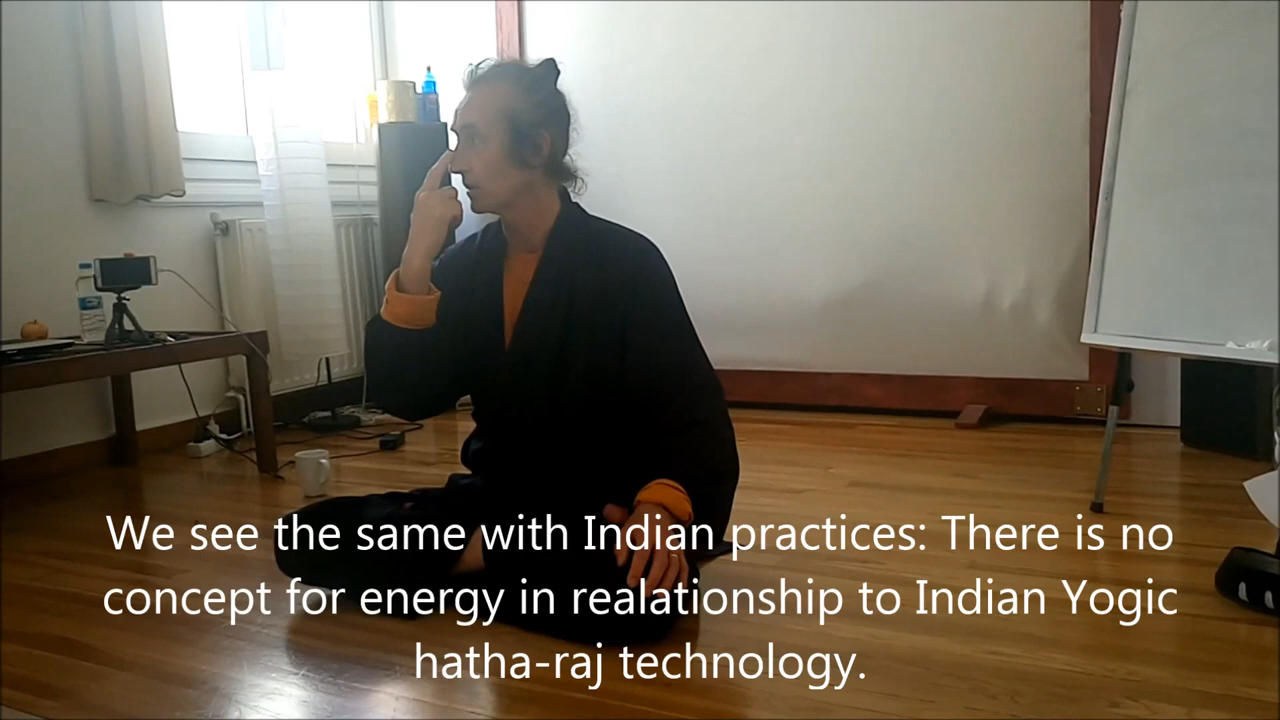 We see the same with Indian practices: There is no
concept for energy in realationship to Indian Yogic
hatha-raj technology.